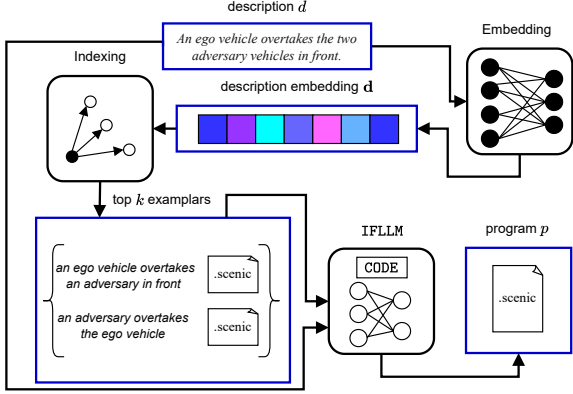 description d
An ego vehicle overtakes the two
adversary vehicles in front.
Embedding
Indexing
description embedding d
top k examplars
an ego vehicle overtakes
an adversary in front
.scenic
an adversary overtakes
the ego vehicle
.scenic
IFLLM
CODE
program p
.scenic